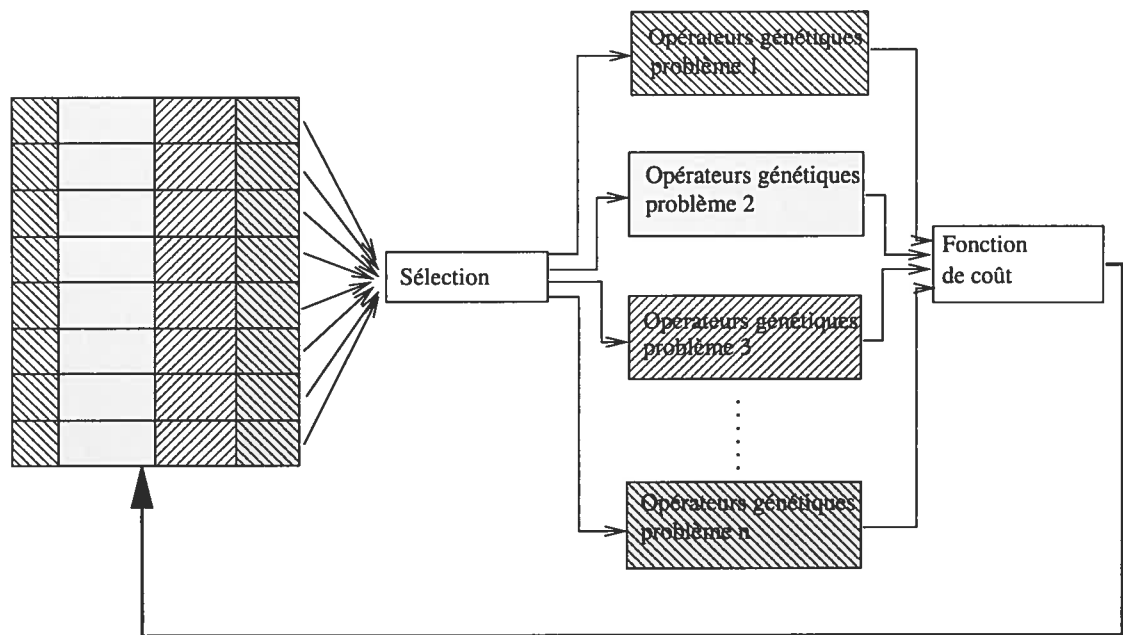 Opérateurs génétiques
problème 1
Opérateurs génétiques
problème 2
Sélection
Fonction
de coût
Opérateurs génétiques
problème 3
Opérateurs génétiques
problème n